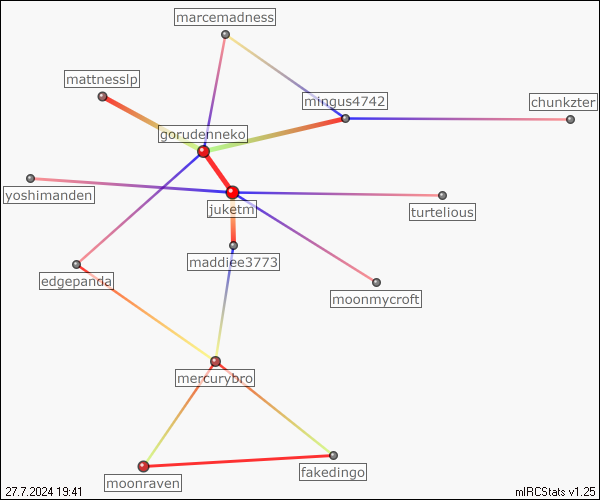 marcemadness
mattnesslp
mingus4742
chunkzter
gorudenneko
yoshimanden
juketm
turtelious
maddiee3773
edgepanda
moonmycroft
mercurybro
moonraven
fakedingo
27.7.2024 19:41
mIRCStats v1.25